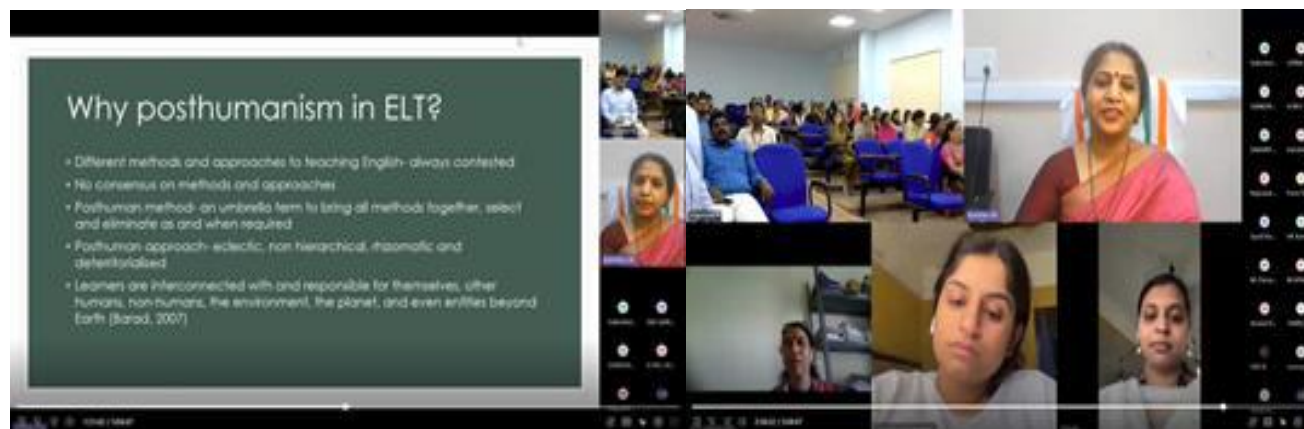 Why posthumanism in ELT?
• Different methods and approaches to teaching English- always contested
• No consensus on methods and approaches
• Posthuman method- an umbrella term to bring all methods together, select
and eliminate as and when required
• Posthuman approach- eclectic, non hierarchical, rhizomatic and
deterritorialised
• Learners are interconnected with and responsible for themselves, other
humans, non-humans, the environment, the planet, and even entities beyond
Earth (Barad, 2007)